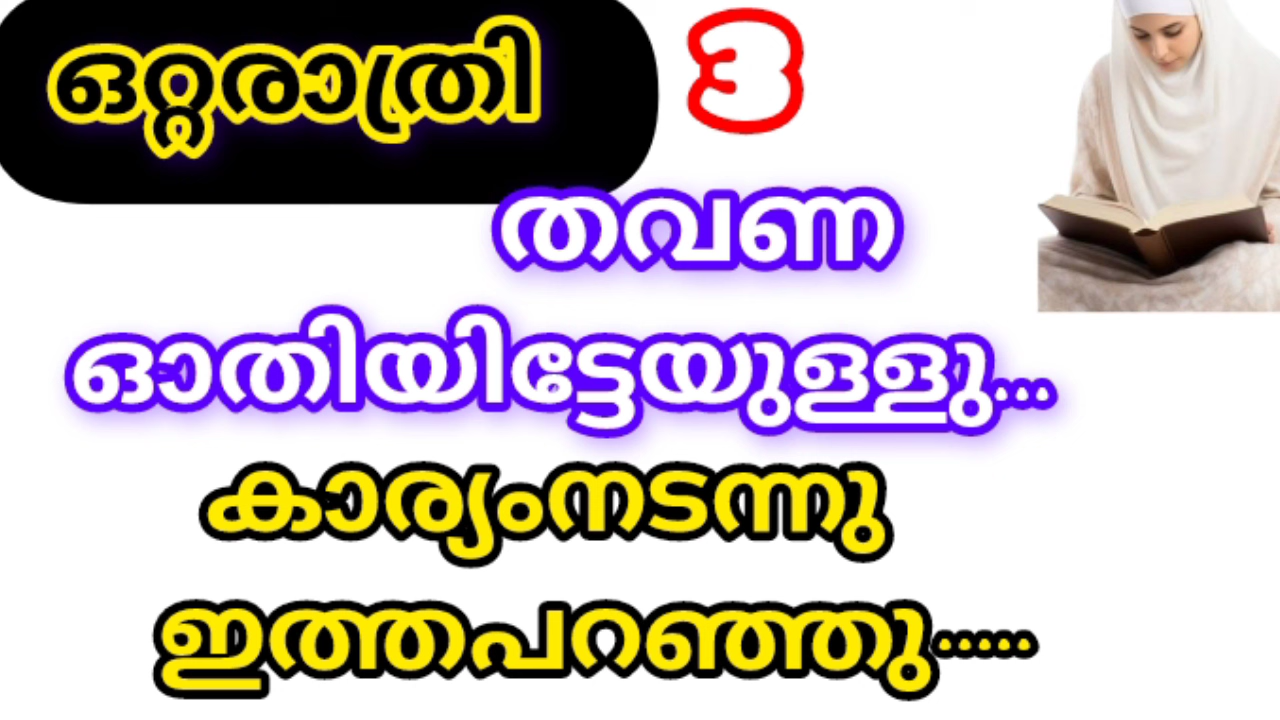 ഒറ്റരാത്രി 3
തവണ
ഓതിയിട്ടേയുള്ളു...
കാര്യംനടന്നു
ഇത്തപറഞ്ഞു.....